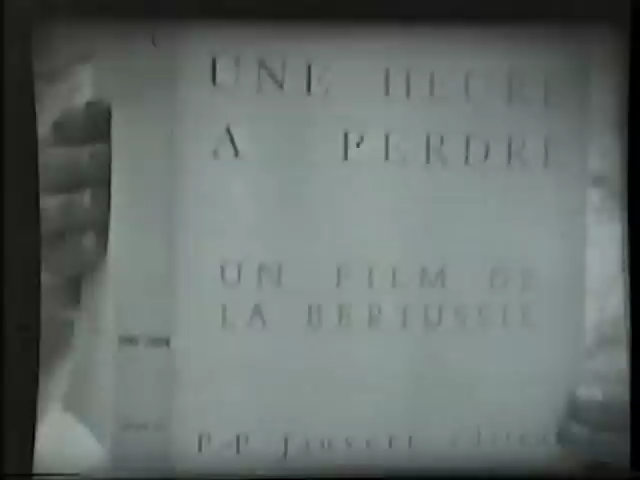 UNE HEURE
A PERDRE
UN FILM DE
LA BERTUSSIE
P.P.